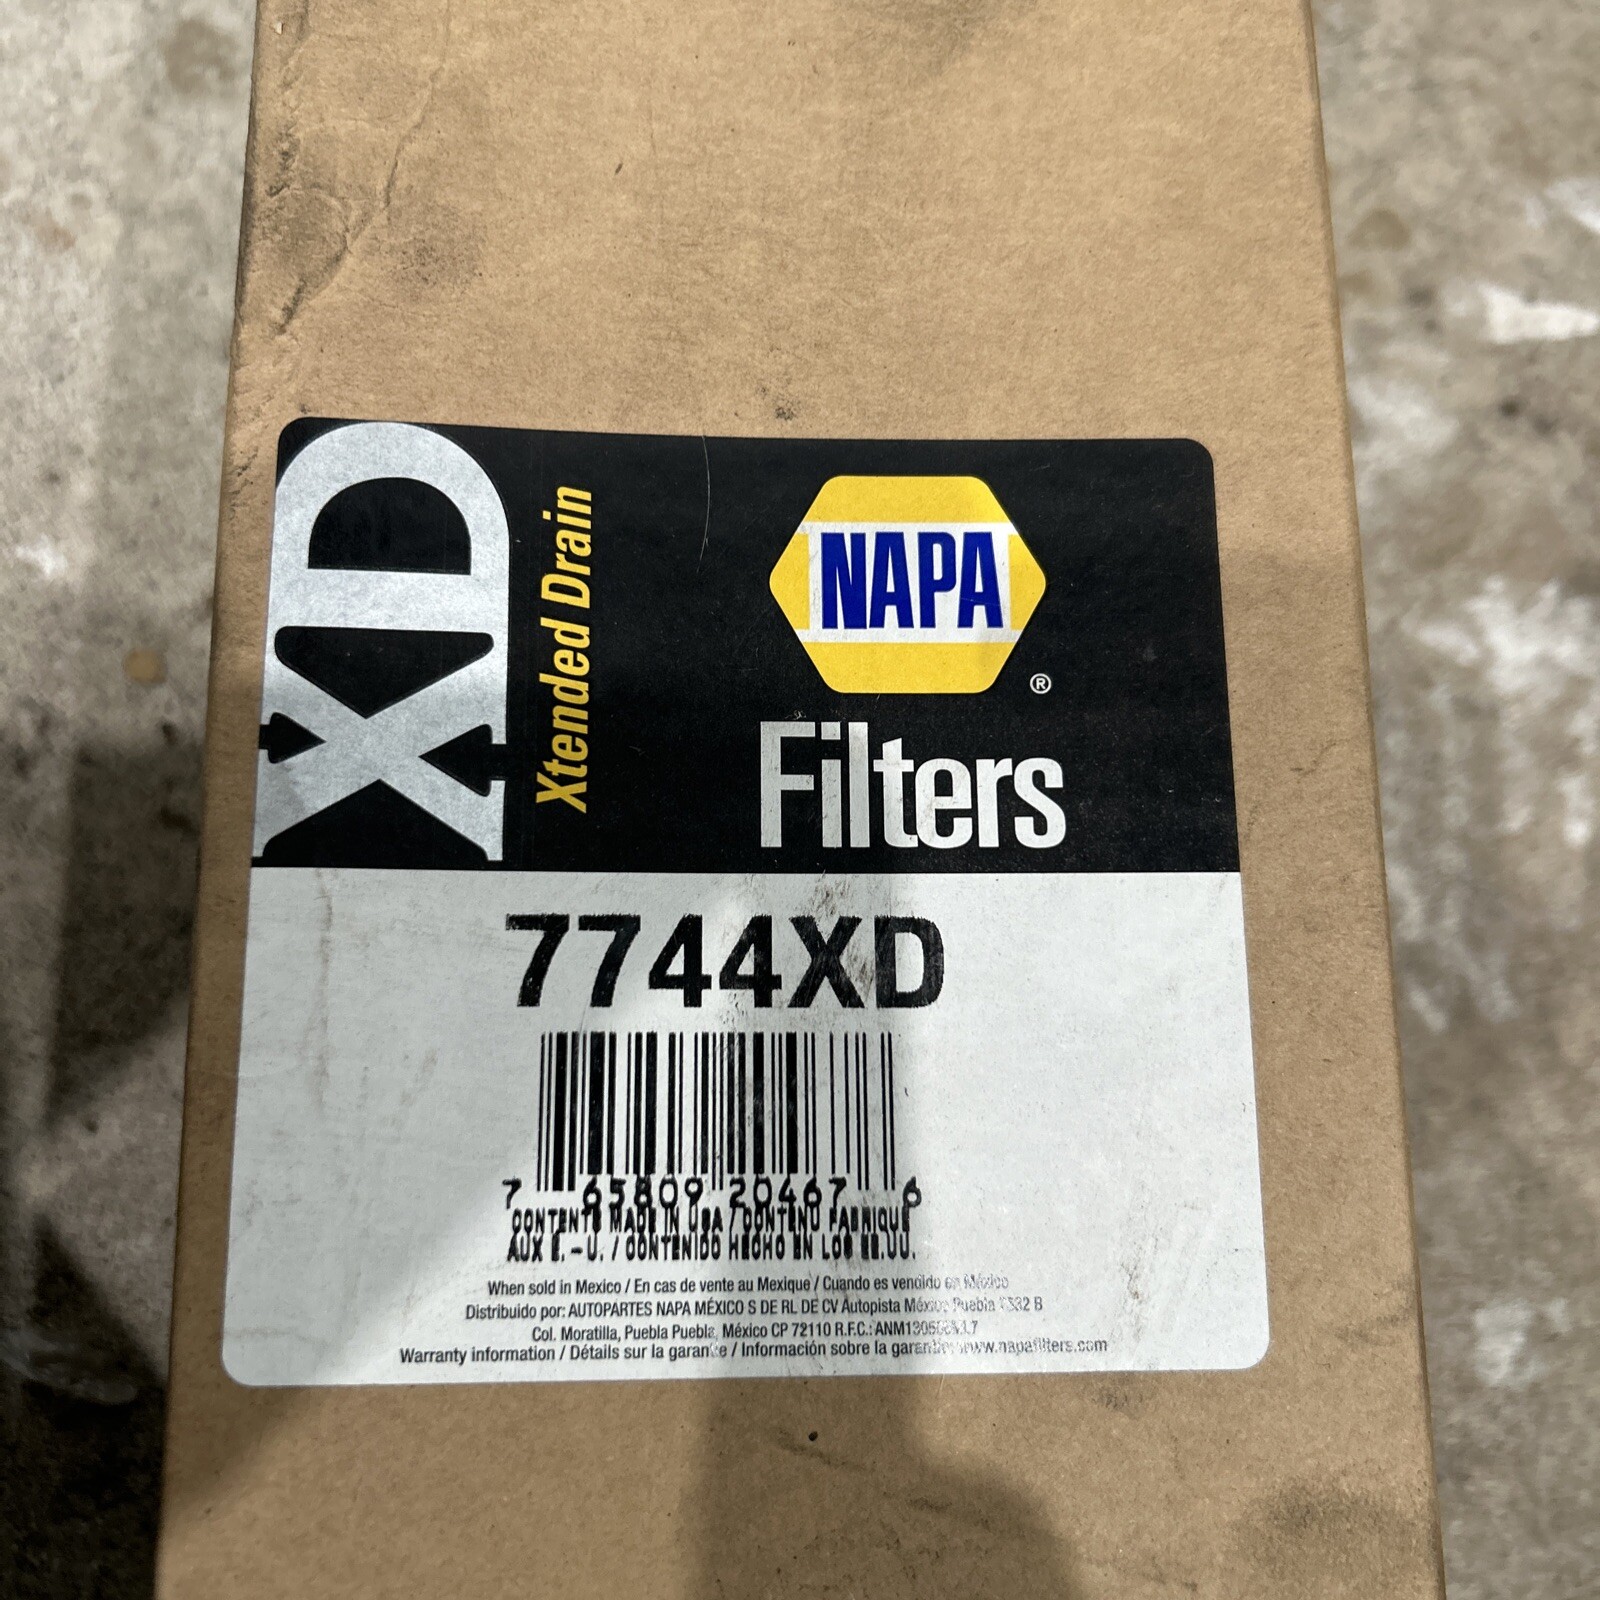 XD
Xtended Drain
NAPA
®
Filters
7744XD
7 65809 20467 6
CONTENTS MADE IN USA / CONTENU FABRIQUE
AUX E.-U. / CONTENIDO HECHO EN LOS EE.UU.
When sold in Mexico / En cas de vente au Mexique / Cuando es vendido en México
Distribuido por: AUTOPARTES NAPA MÉXICO S DE RL DE CV Autopista México Puebla 7532 B
Col. Moratilla, Puebla Puebla, México CP 72110 R.F.C.:
Warranty information / Détails sur la garantie / Información sobre la garantía: www.napafilters.com